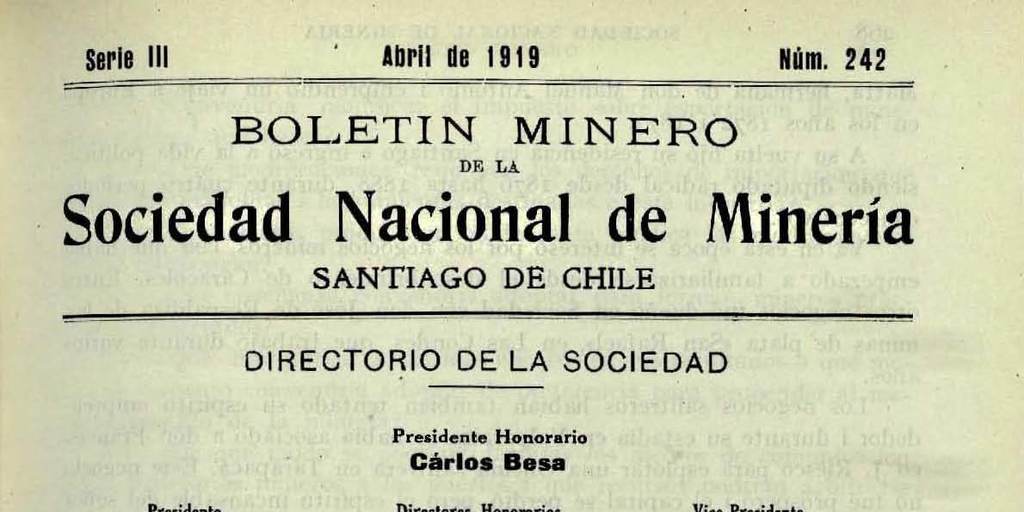 Serie III Abril de 1919 Núm. 242
BOLETIN MINERO
DE LA
Sociedad Nacional de Minería
SANTIAGO DE CHILE
DIRECTORIO DE LA SOCIEDAD
Presidente Honorario
Cárlos Besa
Presidente Directores Honorarios Vice-Presidente